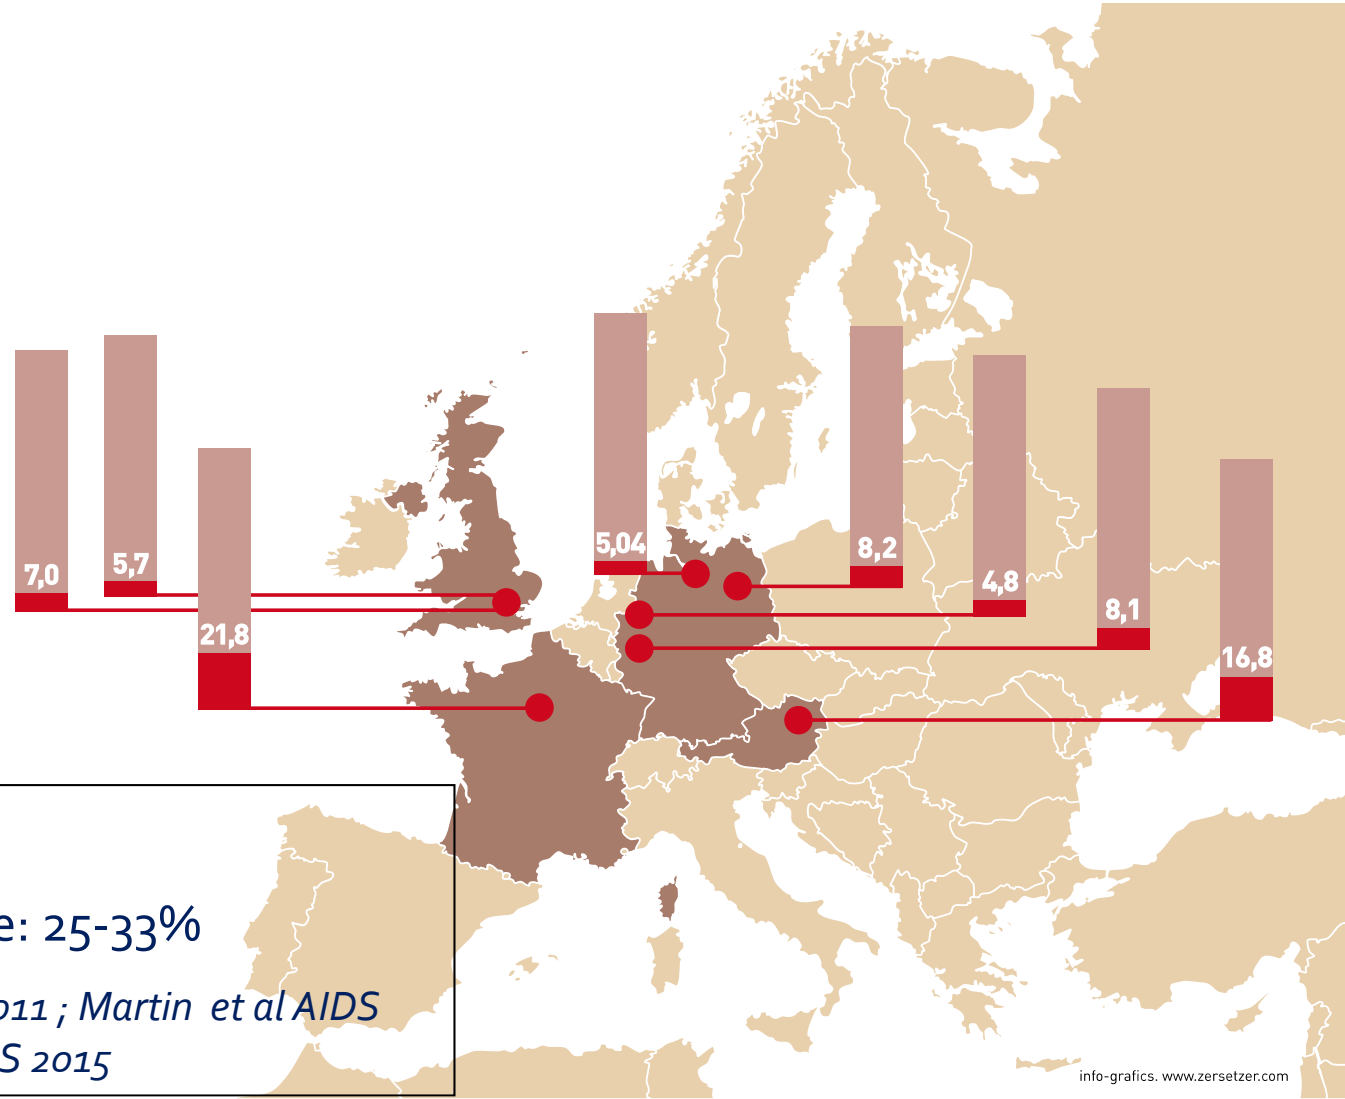 5,04
8,2
5,7
7,0
4,8
8,1
21,8
16,8
e: 25-33%
011 ; Martin et al AIDS
S 2015
info-grafics. www.zersetzer.com